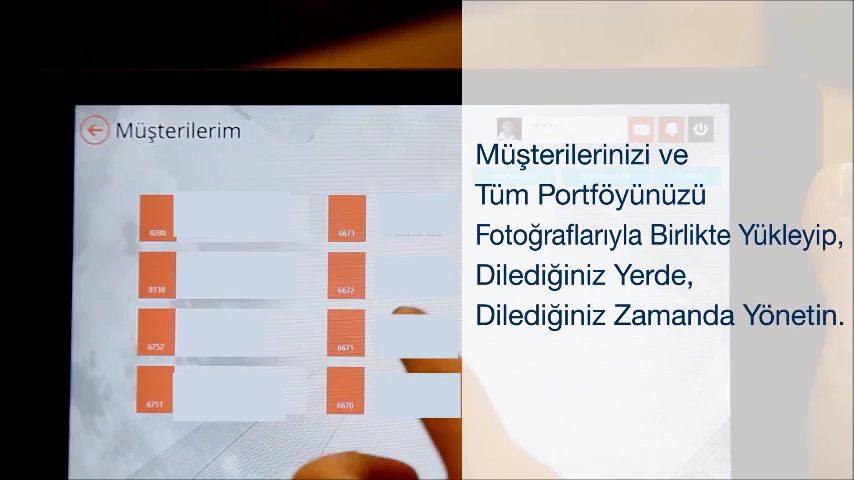 Müşterilerim
8288
6673
8138
6672
6752
6671
6751
6670
Müşterilerinizi ve
Tüm Portföyünüzü
Fotoğraflarıyla Birlikte Yükleyip,
Dilediğiniz Yerde,
Dilediğiniz Zamanda Yönetin.